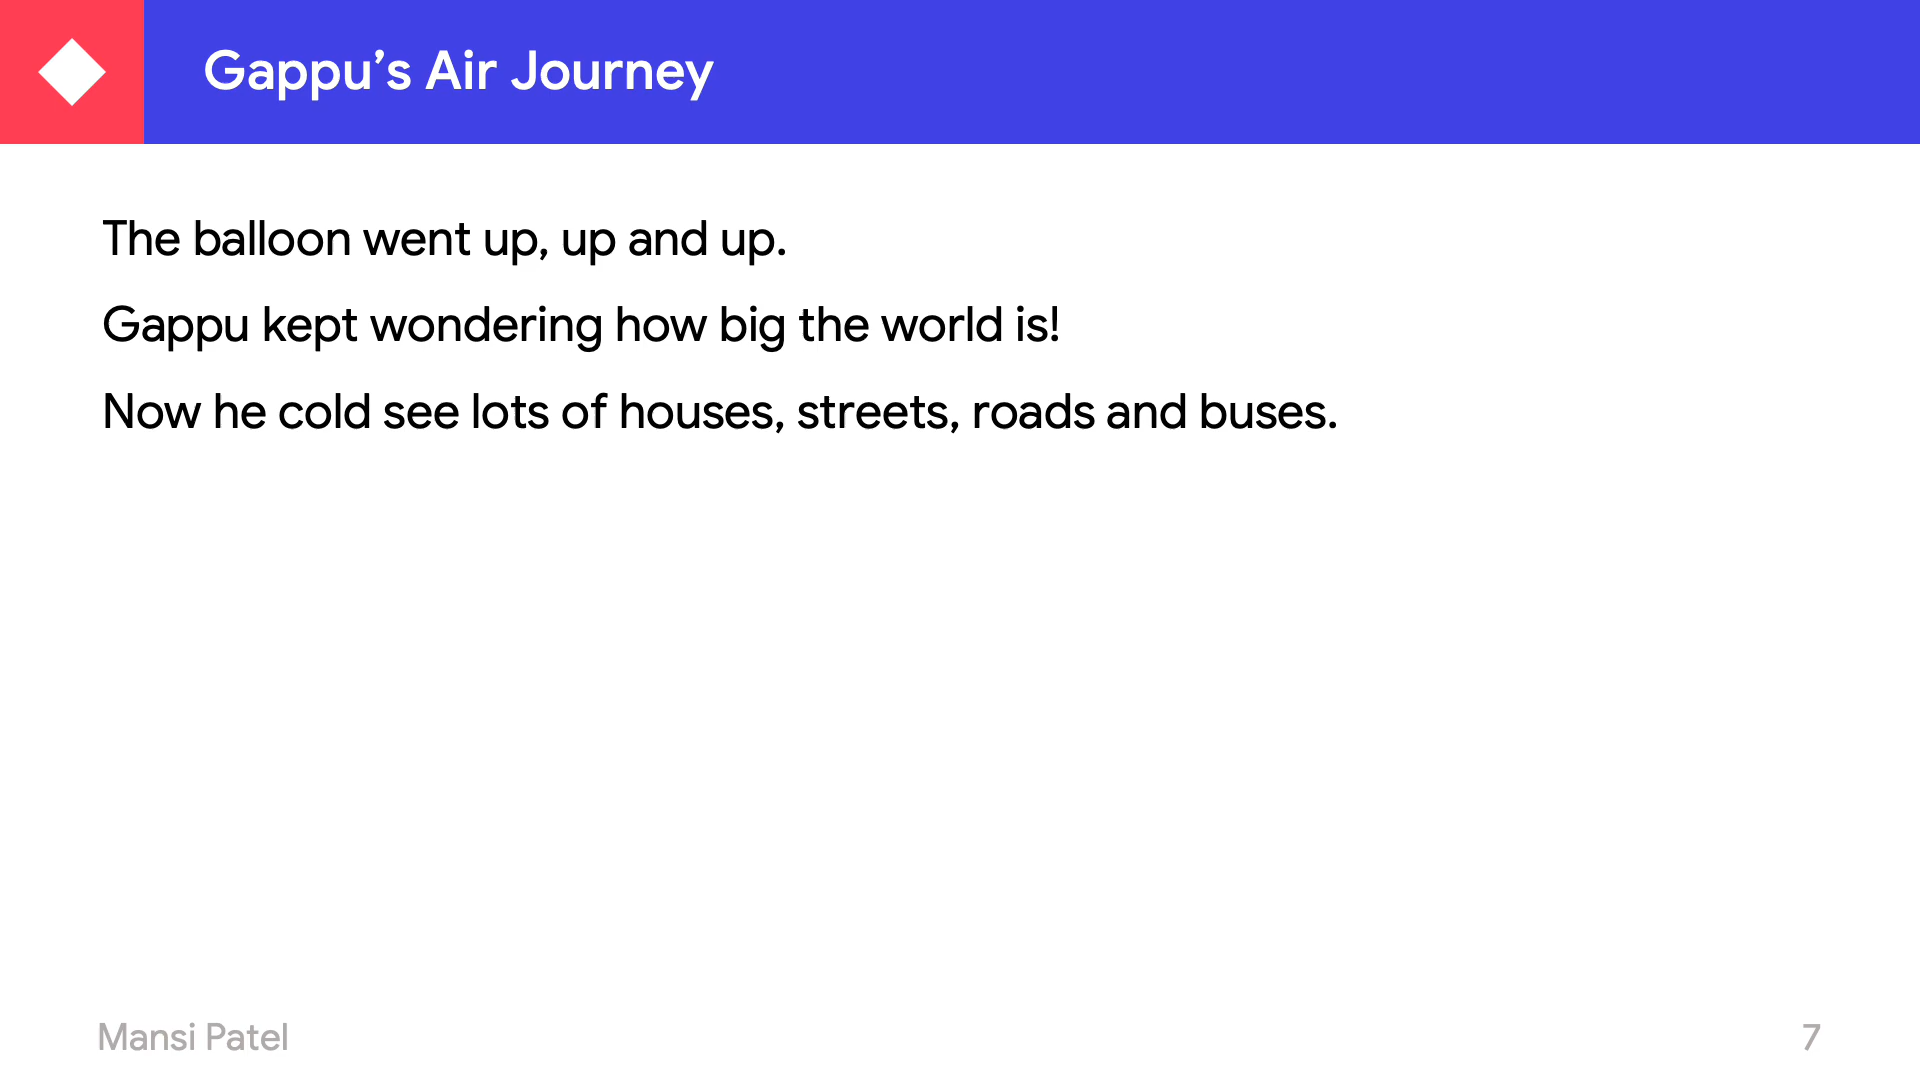 Gappu’s Air Journey
The balloon went up, up and up.
Gappu kept wondering how big the world is!
Now he cold see lots of houses, streets, roads and buses.
Mansi Patel
7